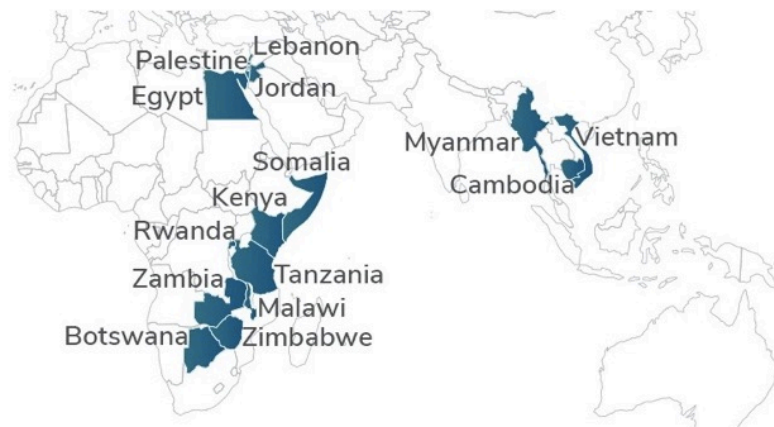 Lebanon
Palestine
Egypt
Jordan
Myanmar
Vietnam
Cambodia
Somalia
Kenya
Rwanda
Zambia
Tanzania
Malawi
Botswana
Zimbabwe